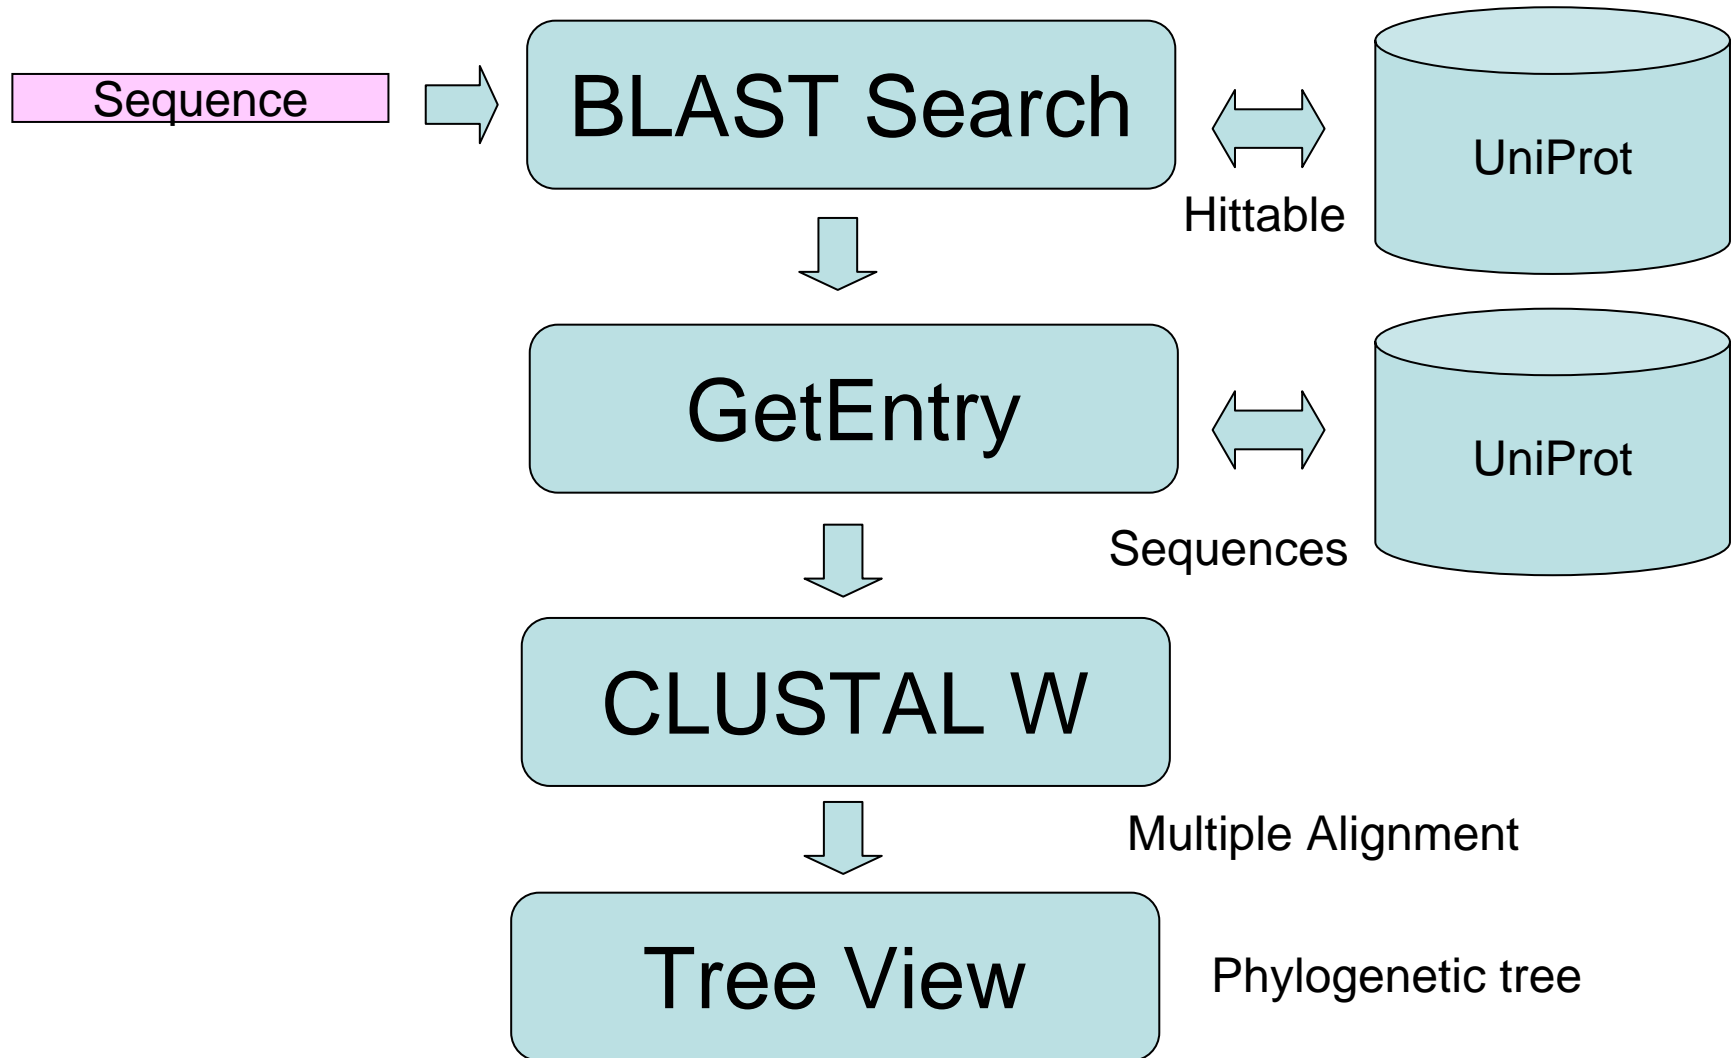 Sequence
BLAST Search
UniProt
Hittable
GetEntry
UniProt
Sequences
CLUSTAL W
Multiple Alignment
Tree View
Phylogenetic tree